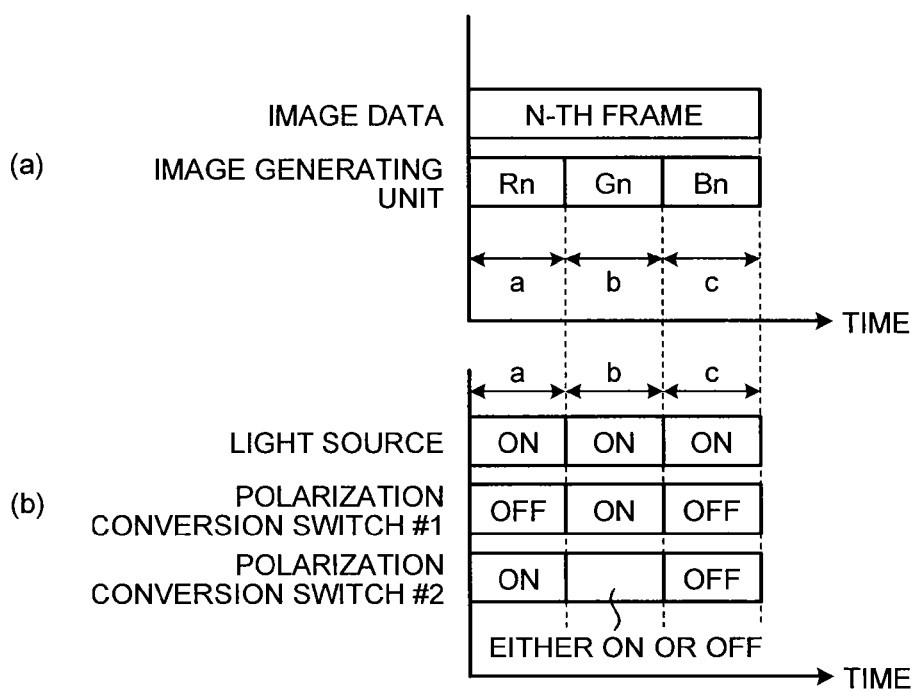 IMAGE DATA
N-TH FRAME
(a)
IMAGE GENERATING
UNIT
Rn
Gn
Bn
a
b
c
TIME
a
b
c
LIGHT SOURCE
ON
ON
ON
(b)
POLARIZATION
CONVERSION SWITCH #1
OFF
ON
OFF
POLARIZATION
CONVERSION SWITCH #2
ON
OFF
EITHER ON OR OFF
TIME